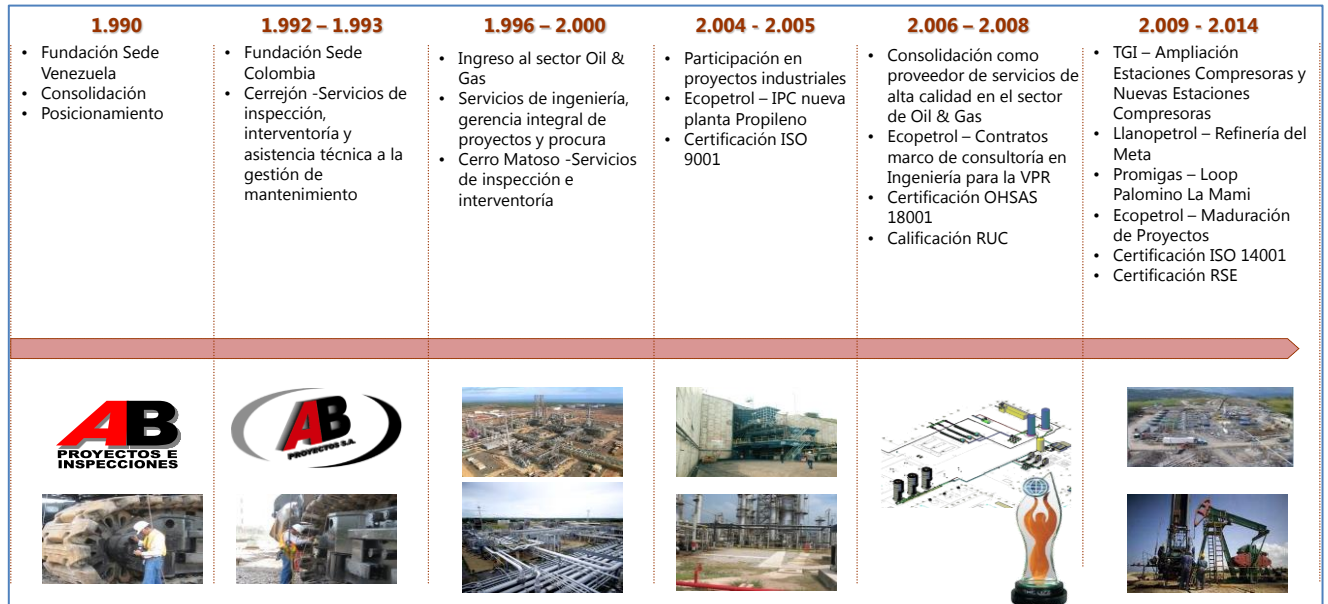 1.990
• Fundación Sede
Venezuela
• Consolidación
• Posicionamiento
1.992 – 1.993
• Fundación Sede
Colombia
• Cerrejón -Servicios de
inspección,
interventoría y
asistencia técnica a la
gestión de
mantenimiento
1.996 – 2.000
• Ingreso al sector Oil &
Gas
• Servicios de ingeniería,
gerencia integral de
proyectos y procura
• Cerro Matoso -Servicios
de inspección e
interventoría
2.004 - 2.005
• Participación en
proyectos industriales
• Ecopetrol – IPC nueva
planta Propileno
• Certificación ISO
9001
2.006 – 2.008
• Consolidación como
proveedor de servicios de
alta calidad en el sector
de Oil & Gas
• Ecopetrol – Contratos
marco de consultoría en
Ingeniería para la VPR
• Certificación OHSAS
18001
• Calificación RUC
2.009 - 2.014
• TGI – Ampliación
Estaciones Compresoras y
Nuevas Estaciones
Compresoras
• Llanopetrol – Refinería del
Meta
• Promigas – Loop
Palomino La Mami
• Ecopetrol – Maduración
de Proyectos
• Certificación ISO 14001
• Certificación RSE
AB
PROYECTOS E
INSPECCIONES
AB
PROYECTOS S.A.